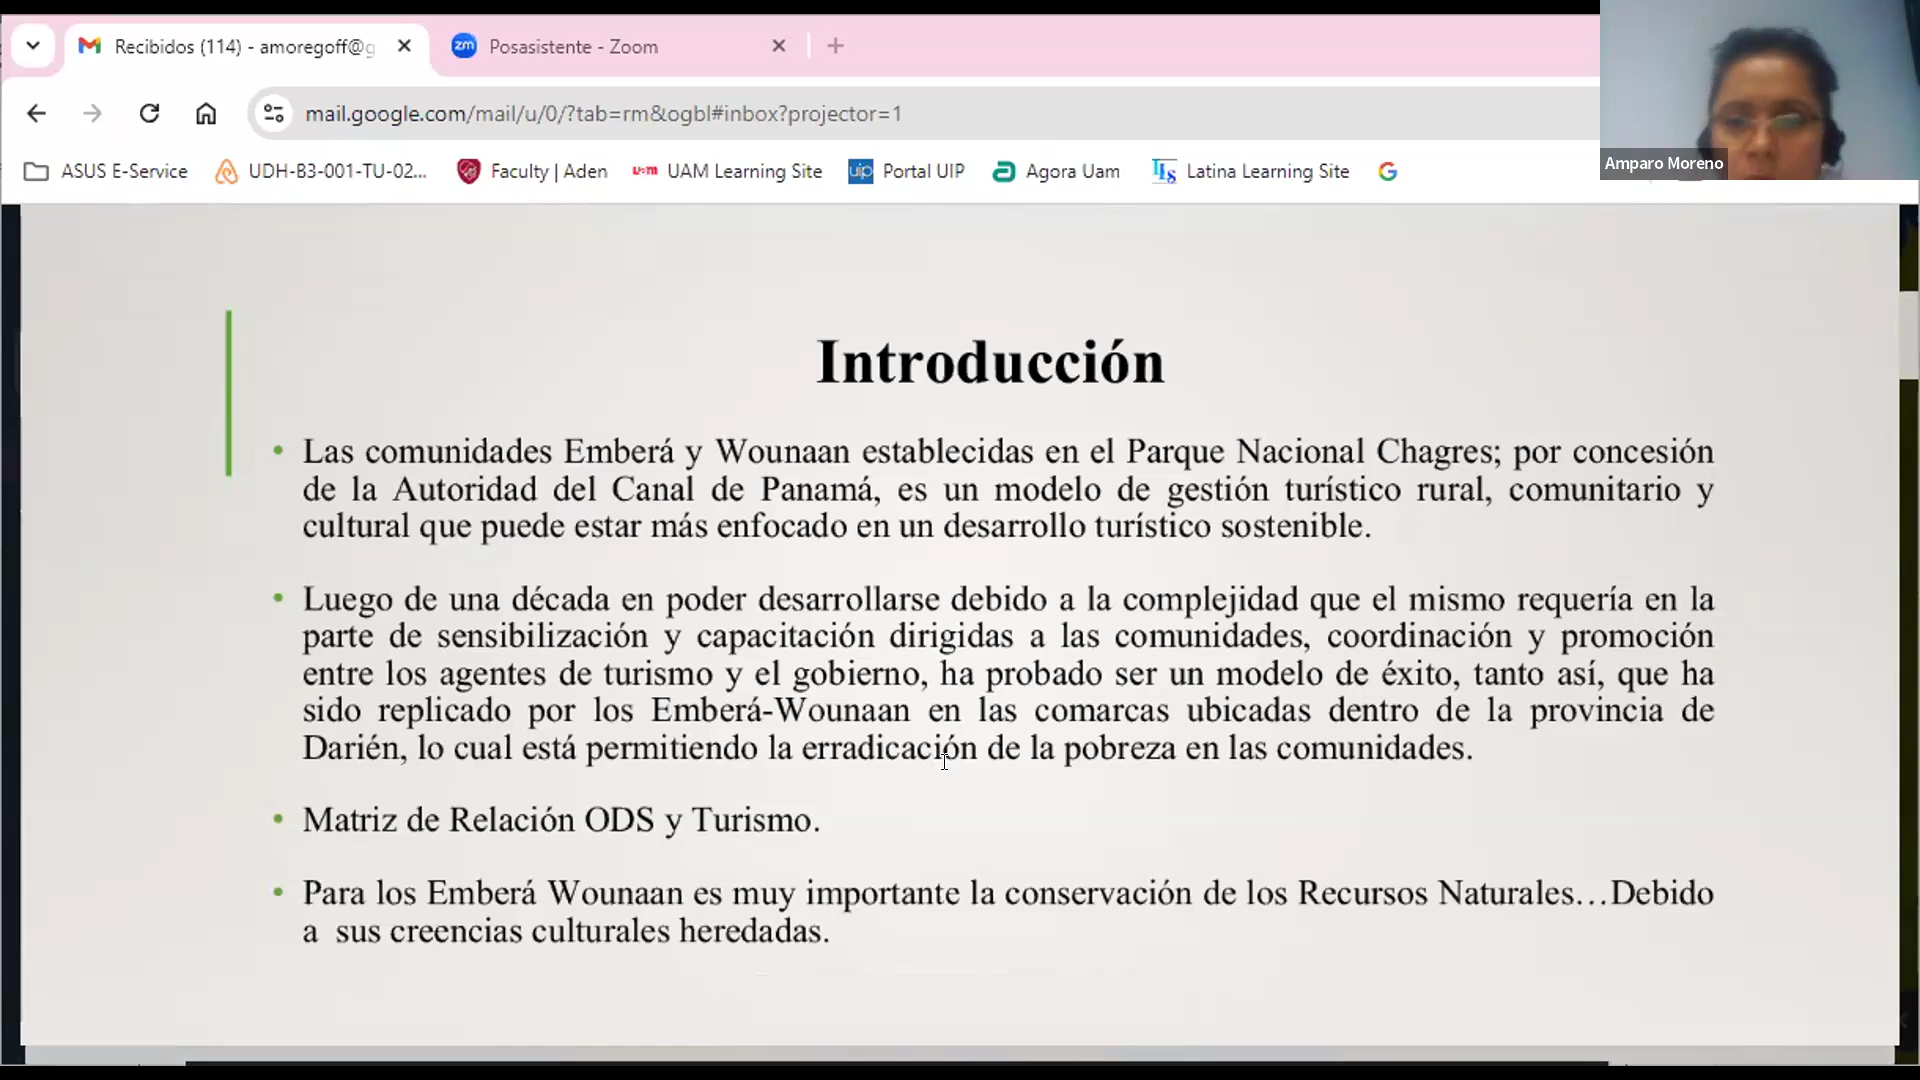 Recibidos (114) - amoregoff@g
Posasistente - Zoom
mail.google.com/mail/u/0/?tab=rm&ogbl#inbox?projector=1
ASUS E-Service UDH-B3-001-TU-02... Faculty | Aden UAM Learning Site Portal UIP Agora Uam Latina Learning Site
Amparo Moreno
Introducción
• Las comunidades Emberá y Wounaan establecidas en el Parque Nacional Chagres; por concesión
de la Autoridad del Canal de Panamá, es un modelo de gestión turístico rural, comunitario y
cultural que puede estar más enfocado en un desarrollo turístico sostenible.
• Luego de una década en poder desarrollarse debido a la complejidad que el mismo requería en la
parte de sensibilización y capacitación dirigidas a las comunidades, coordinación y promoción
entre los agentes de turismo y el gobierno, ha probado ser un modelo de éxito, tanto así, que ha
sido replicado por los Emberá-Wounaan en las comarcas ubicadas dentro de la provincia de
Darién, lo cual está permitiendo la erradicación de la pobreza en las comunidades.
• Matriz de Relación ODS y Turismo.
• Para los Emberá Wounaan es muy importante la conservación de los Recursos Naturales…Debido
a sus creencias culturales heredadas.